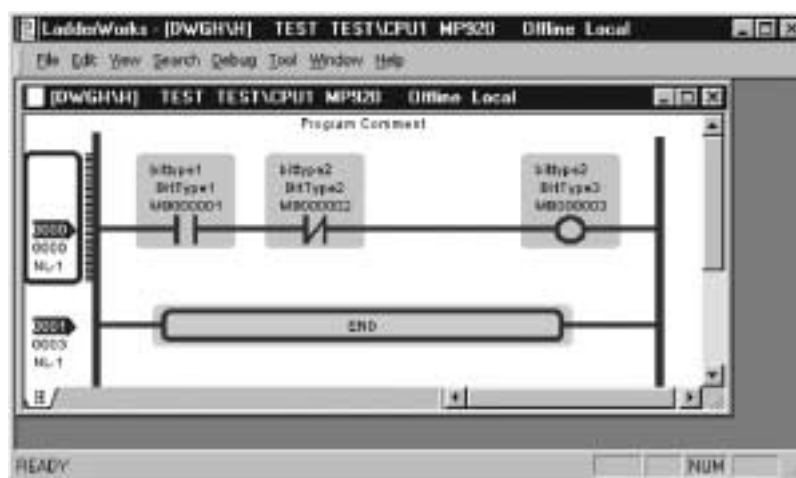 LadderWorks - [DWGH\H] TEST TEST\CPU1 MP920 Offline Local
File Edit View Search Debug Tool Window Help
[DWGH\H] TEST TEST\CPU1 MP920 Offline Local
Program Comment
bittype1 bittype2 bittype3
BitType1 BitType2 BitType3
MB000001 MB000002 MB000003
0000
0000
NL-1
0001
END
0003
NL-1
H
READY NUM